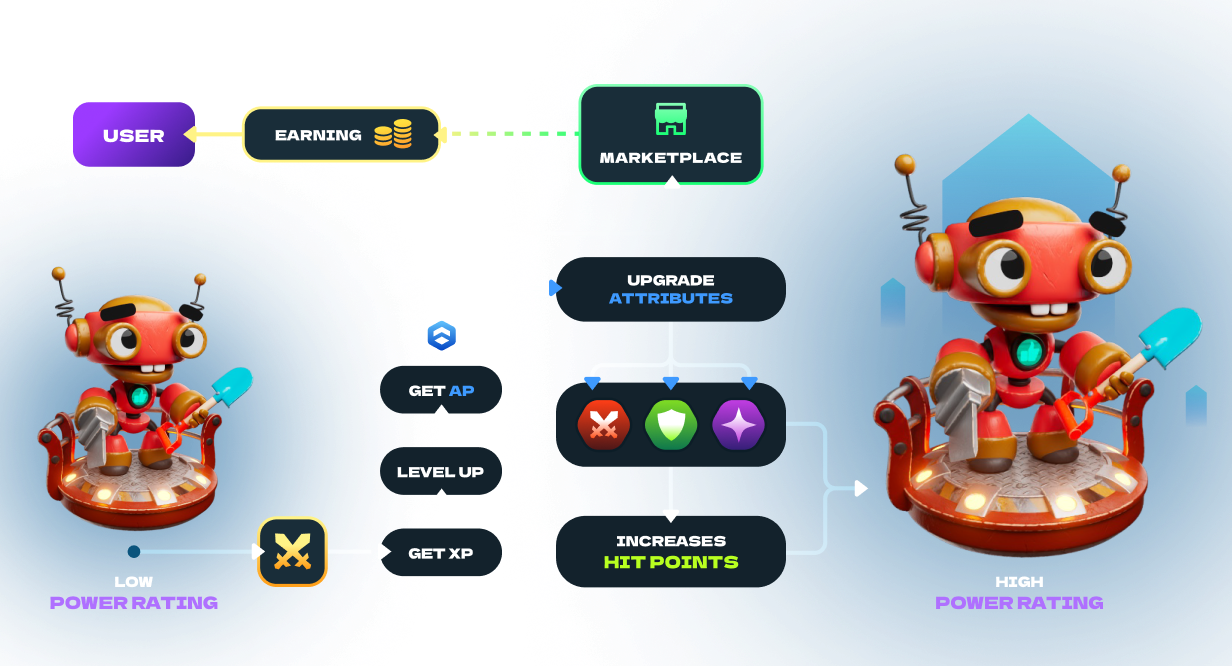 USER
EARNING
MARKETPLACE
UPGRADE
ATTRIBUTES
GET AP
LEVEL UP
GET XP
INCREASES
HIT POINTS
LOW
POWER RATING
HIGH
POWER RATING